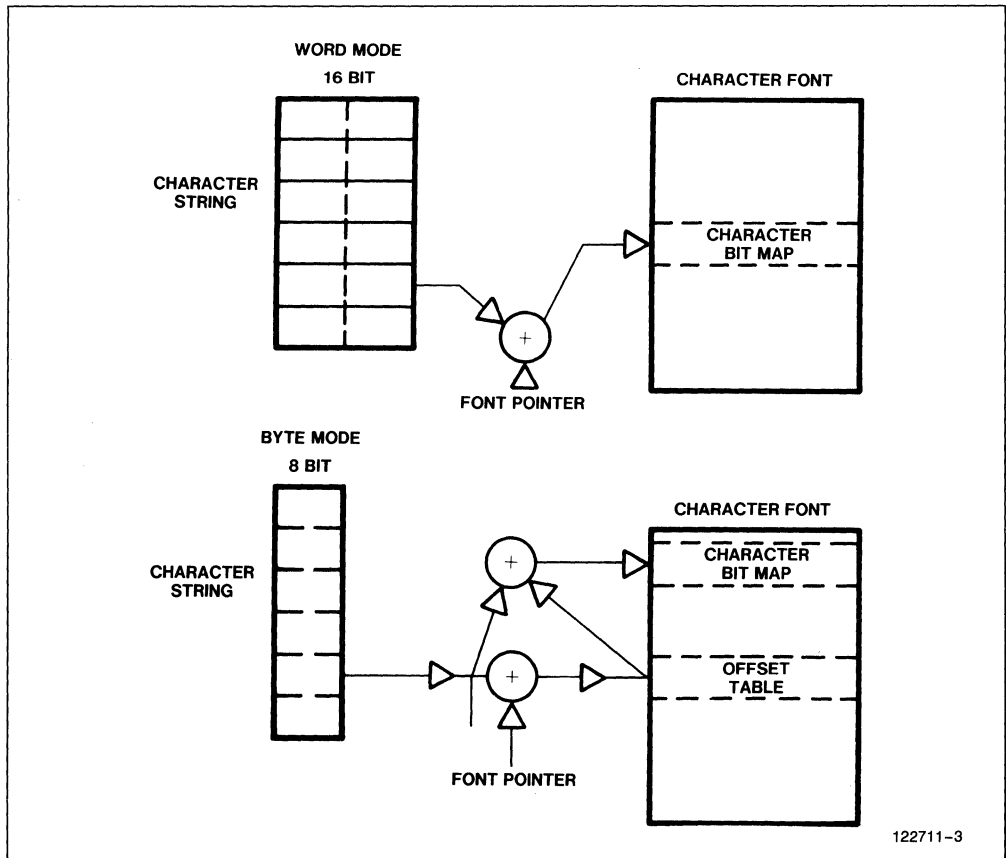 WORD MODE
16 BIT
CHARACTER FONT
CHARACTER
STRING
CHARACTER
BIT MAP
+
FONT POINTER
BYTE MODE
8 BIT
CHARACTER FONT
CHARACTER
STRING
+
CHARACTER
BIT MAP
+
OFFSET
TABLE
FONT POINTER
122711–3